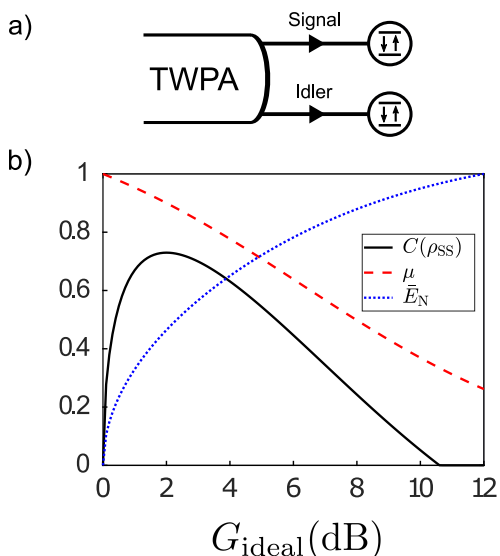 a)
Signal
TWPA
Idler
b)
1
0.8
0.6
0.4
0.2
0
C(ρSS)
μ
ĒN
0 2 4 6 8 10 12
Gideal(dB)